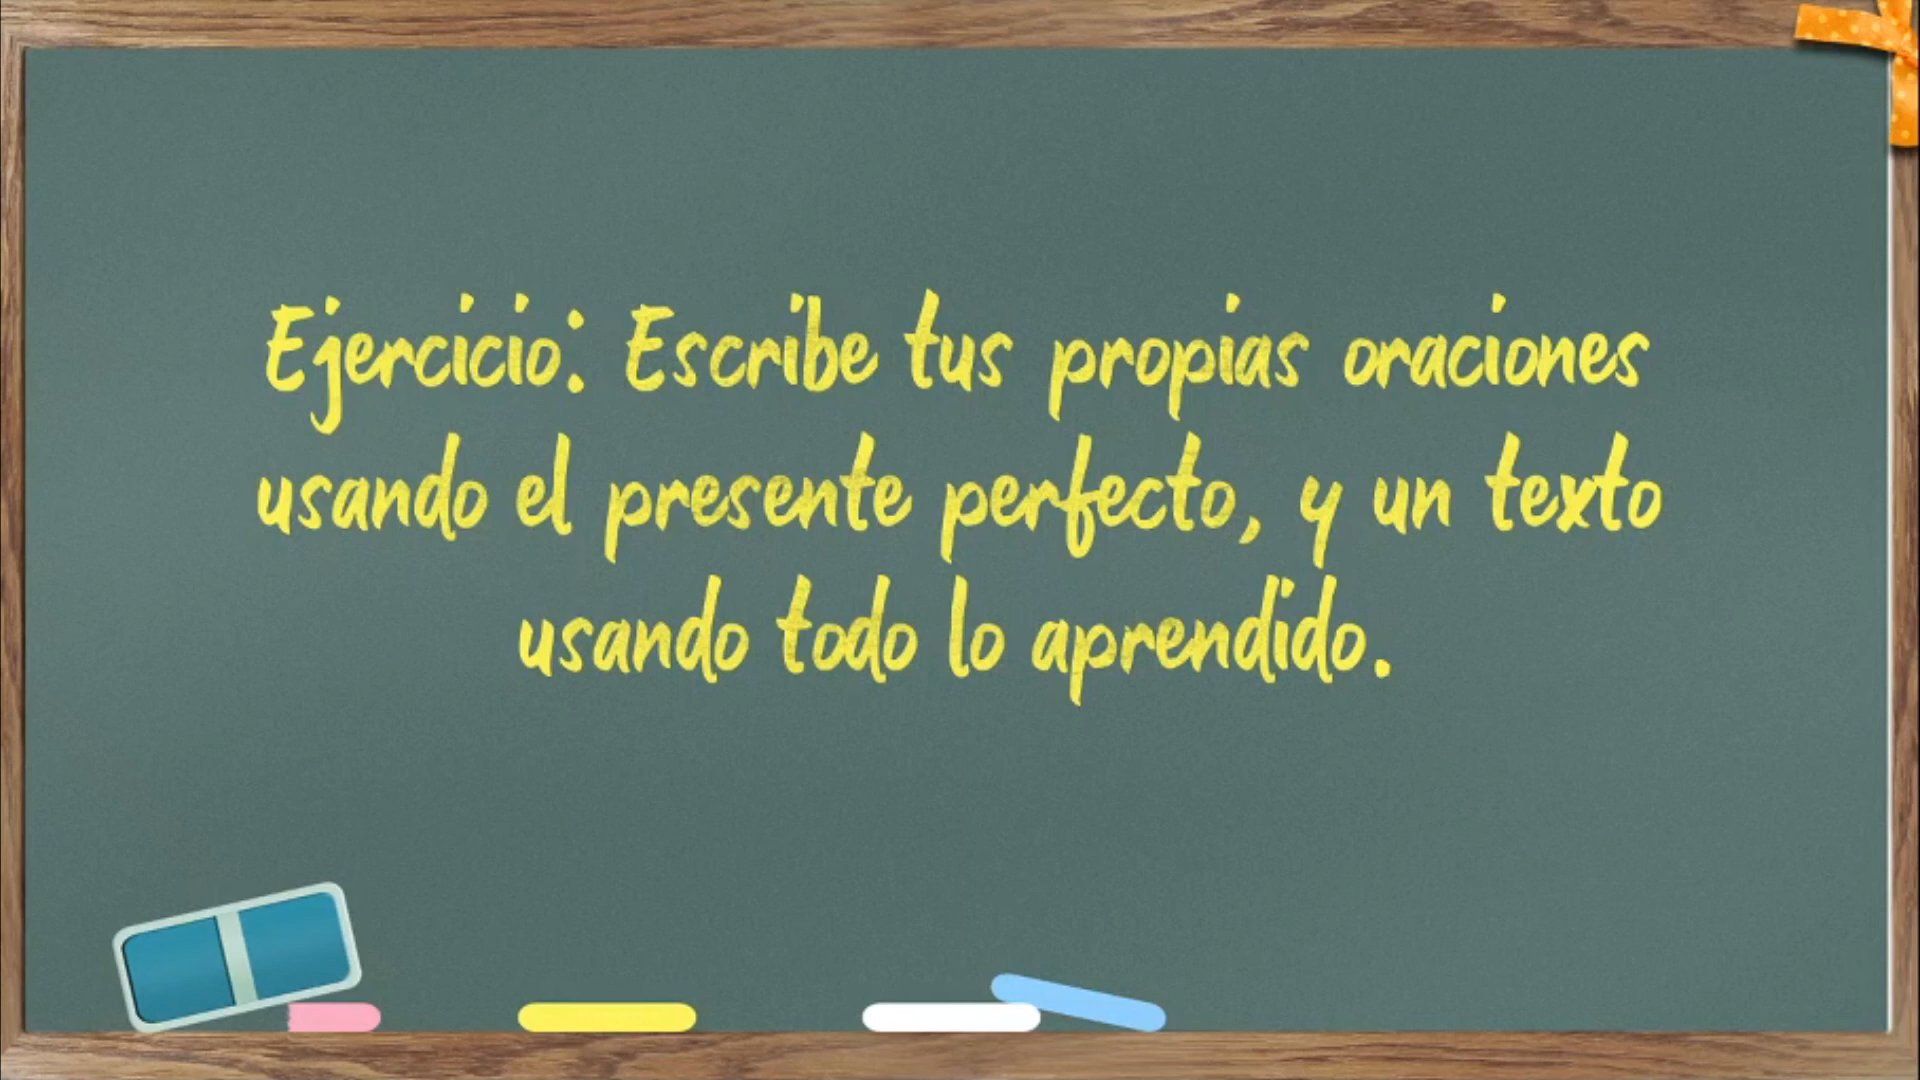 Ejercicio: Escribe tus propias oraciones
usando el presente perfecto, y un texto
usando todo lo aprendido.